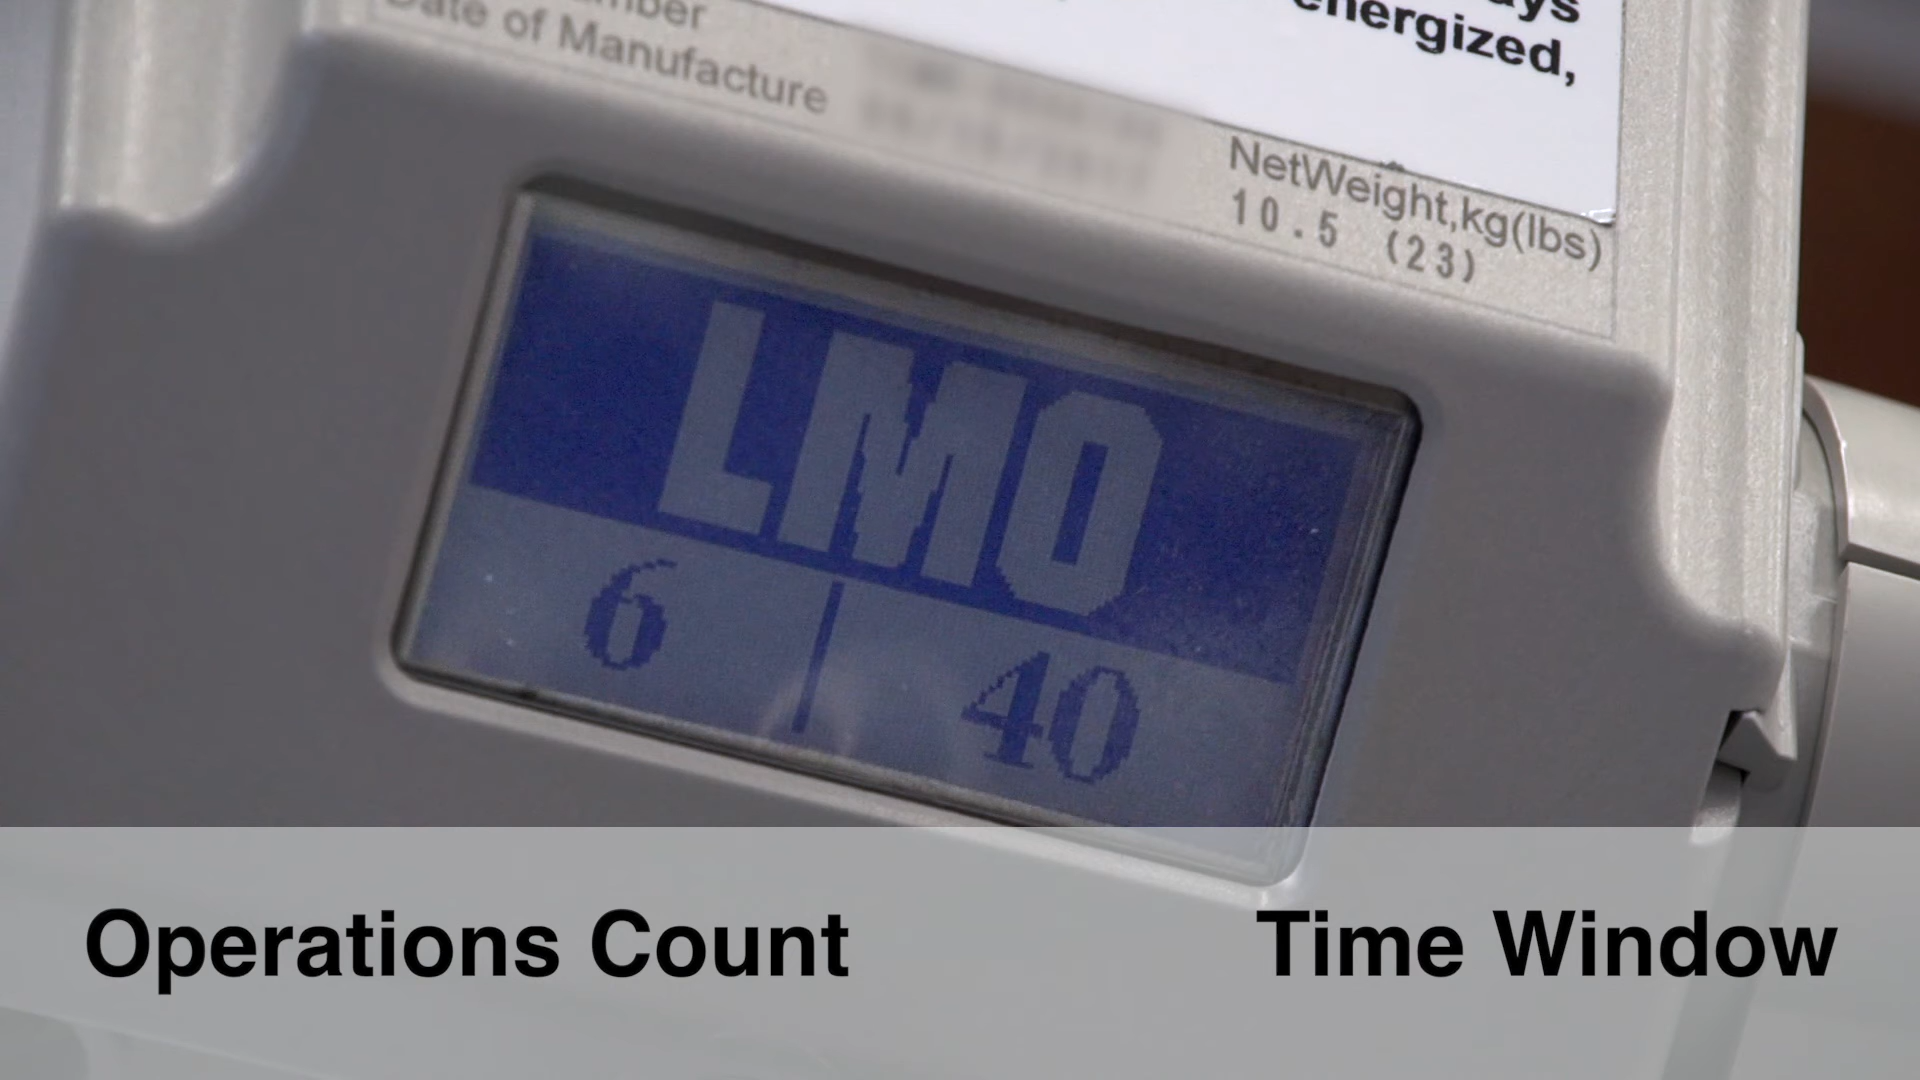 Date of Manufacture
energized,
NetWeight,kg(lbs)
10.5 (23)
LMO
6 40
Operations Count
Time Window